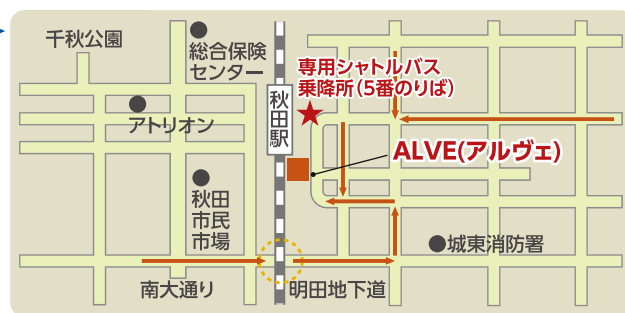 千秋公園
総合保険
センター
専用シャトルバス
乗降所(5番のりば)
秋田駅
アトリオン
ALVE(アルヴェ)
秋田
市民
市場
城東消防署
南大通り
明田地下道